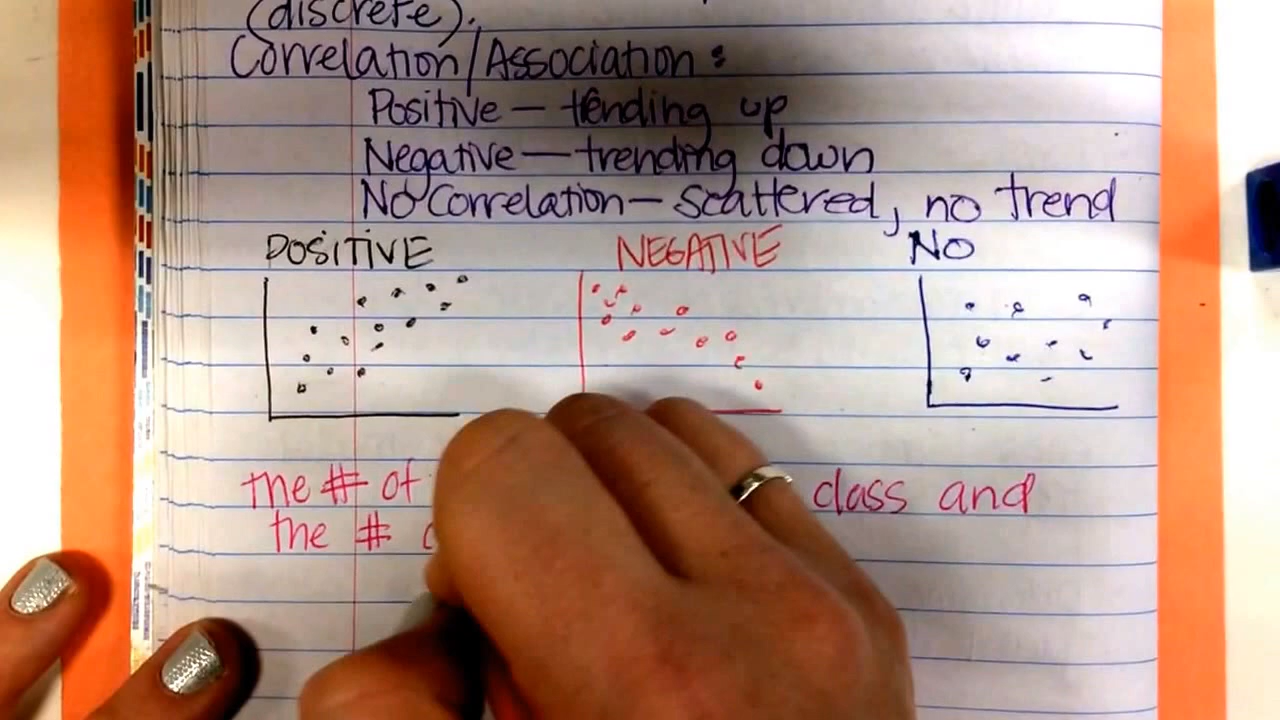 (discrete).
Correlation/Association:
Positive — tending up
Negative — trending down
No Correlation — scattered, no trend
POSITIVE NEGATIVE NO
the # of class and
the #